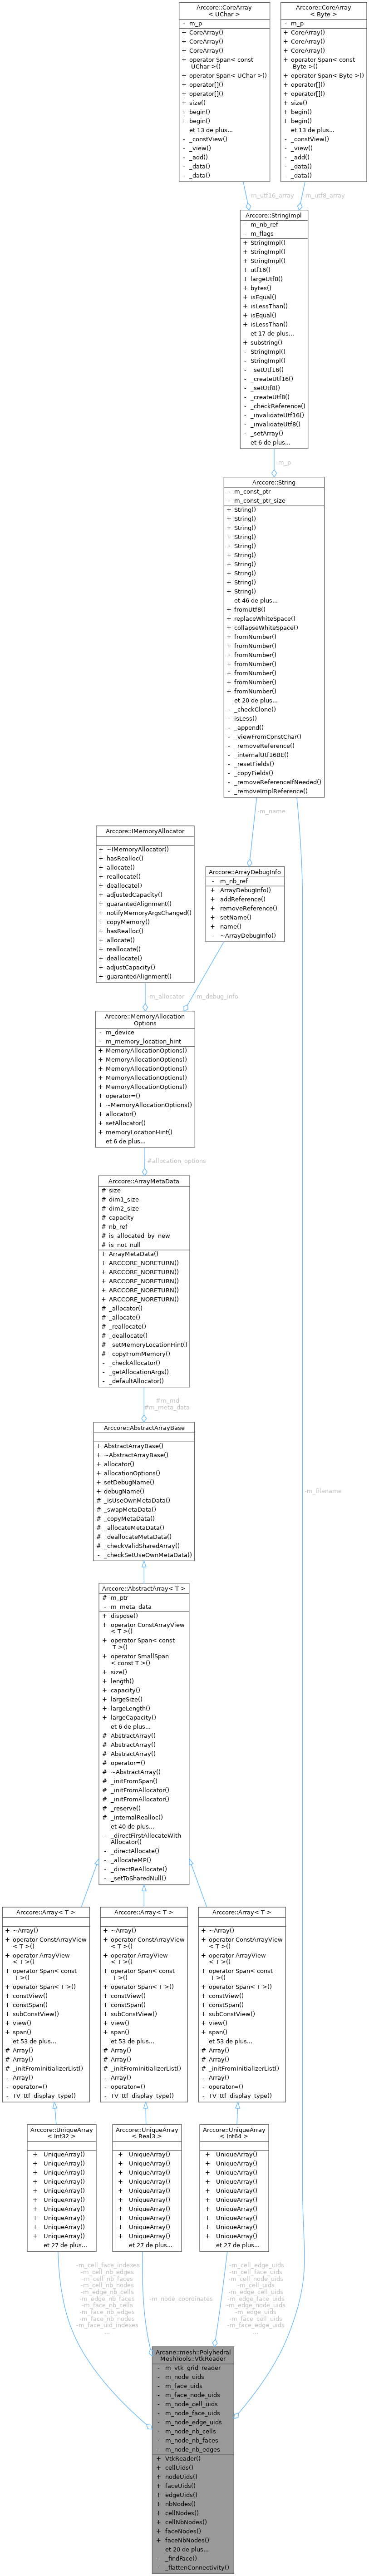 Arccore::CoreArray
< UChar >
- m_p
+ CoreArray()
+ CoreArray()
+ CoreArray()
+ operator Span< const
UChar >()
+ operator Span< UChar >()
+ operator[]()
+ operator[]()
+ size()
+ begin()
+ begin()
et 13 de plus...
- _constView()
- _view()
- _add()
- _data()
- _data()
Arccore::CoreArray
< Byte >
- m_p
+ CoreArray()
+ CoreArray()
+ CoreArray()
+ operator Span< const
Byte >()
+ operator Span< Byte >()
+ operator[]()
+ operator[]()
+ size()
+ begin()
+ begin()
et 13 de plus...
- _constView()
- _view()
- _add()
- _data()
- _data()
-m_utf16_array
-m_utf8_array
Arccore::StringImpl
- m_nb_ref
- m_flags
+ StringImpl()
+ StringImpl()
+ StringImpl()
+ utf16()
+ largeUtf8()
+ bytes()
+ isEqual()
+ isLessThan()
+ isEqual()
+ isLessThan()
et 17 de plus...
+ substring()
- StringImpl()
- StringImpl()
- _setUtf16()
- _createUtf16()
- _setUtf8()
- _createUtf8()
- _checkReference()
- _invalidateUtf16()
- _invalidateUtf8()
- _setArray()
et 6 de plus...
-m_p
Arccore::String
- m_const_ptr
- m_const_ptr_size
+ String()
+ String()
+ String()
+ String()
+ String()
+ String()
+ String()
+ String()
+ String()
+ String()
et 46 de plus...
+ fromUtf8()
+ replaceWhiteSpace()
+ collapseWhiteSpace()
+ fromNumber()
+ fromNumber()
+ fromNumber()
+ fromNumber()
+ fromNumber()
+ fromNumber()
+ fromNumber()
et 20 de plus...
- _checkClone()
- isLess()
- _append()
- _viewFromConstChar()
- _removeReference()
- _internalUtf16BE()
- _resetFields()
- _copyFields()
- _removeReferenceIfNeeded()
- _removeImplReference()
-m_name
Arccore::IMemoryAllocator
+ ~IMemoryAllocator()
+ hasRealloc()
+ allocate()
+ reallocate()
+ deallocate()
+ adjustedCapacity()
+ guarantedAlignment()
+ notifyMemoryArgsChanged()
+ copyMemory()
+ hasRealloc()
+ allocate()
+ reallocate()
+ deallocate()
+ adjustCapacity()
+ guarantedAlignment()
Arccore::ArrayDebugInfo
- m_nb_ref
+ ArrayDebugInfo()
+ addReference()
+ removeReference()
+ setName()
+ name()
- ~ArrayDebugInfo()
-m_allocator
-m_debug_info
Arccore::MemoryAllocation
Options
- m_device
- m_memory_location_hint
+ MemoryAllocationOptions()
+ MemoryAllocationOptions()
+ MemoryAllocationOptions()
+ MemoryAllocationOptions()
+ MemoryAllocationOptions()
+ operator=()
+ ~MemoryAllocationOptions()
+ allocator()
+ setAllocator()
+ memoryLocationHint()
et 6 de plus...
#allocation_options
Arccore::ArrayMetaData
# size
# dim1_size
# dim2_size
# capacity
# nb_ref
# is_allocated_by_new
# is_not_null
+ ArrayMetaData()
+ ARCCORE_NORETURN()
+ ARCCORE_NORETURN()
+ ARCCORE_NORETURN()
+ ARCCORE_NORETURN()
+ ARCCORE_NORETURN()
# _allocator()
# _allocate()
# _reallocate()
# _deallocate()
# _setMemoryLocationHint()
# _copyFromMemory()
- _checkAllocator()
- _getAllocationArgs()
- _defaultAllocator()
#m_md
#m_meta_data
Arccore::AbstractArrayBase
+ AbstractArrayBase()
+ ~AbstractArrayBase()
+ allocator()
+ allocationOptions()
+ setDebugName()
+ debugName()
# _isUseOwnMetaData()
# _swapMetaData()
# _copyMetaData()
# _allocateMetaData()
# _deallocateMetaData()
# _checkValidSharedArray()
- _checkSetUseOwnMetaData()
-m_filename
Arccore::AbstractArray< T >
# m_ptr
- m_meta_data
+ dispose()
+ operator ConstArrayView
< T >()
+ operator Span< const
T >()
+ operator SmallSpan
< const T >()
+ size()
+ length()
+ capacity()
+ largeSize()
+ largeLength()
+ largeCapacity()
et 6 de plus...
# AbstractArray()
# AbstractArray()
# AbstractArray()
# operator=()
# ~AbstractArray()
# _initFromSpan()
# _initFromAllocator()
# _initFromAllocator()
# _reserve()
# _internalRealloc()
et 40 de plus...
- _directFirstAllocateWith
Allocator()
- _directAllocate()
- _allocateMP()
- _directReAllocate()
- _setToSharedNull()
Arccore::Array< T >
+ ~Array()
+ operator ConstArrayView
< T >()
+ operator ArrayView
< T >()
+ operator Span< const
T >()
+ operator Span< T >()
+ constView()
+ constSpan()
+ subConstView()
+ view()
+ span()
et 53 de plus...
# Array()
# Array()
# _initFromInitializerList()
- Array()
- operator=()
- TV_ttf_display_type()
Arccore::Array< T >
+ ~Array()
+ operator ConstArrayView
< T >()
+ operator ArrayView
< T >()
+ operator Span< const
T >()
+ operator Span< T >()
+ constView()
+ constSpan()
+ subConstView()
+ view()
+ span()
et 53 de plus...
# Array()
# Array()
# _initFromInitializerList()
- Array()
- operator=()
- TV_ttf_display_type()
Arccore::Array< T >
+ ~Array()
+ operator ConstArrayView
< T >()
+ operator ArrayView
< T >()
+ operator Span< const
T >()
+ operator Span< T >()
+ constView()
+ constSpan()
+ subConstView()
+ view()
+ span()
et 53 de plus...
# Array()
# Array()
# _initFromInitializerList()
- Array()
- operator=()
- TV_ttf_display_type()
Arccore::UniqueArray
< Int32 >
+ UniqueArray()
+ UniqueArray()
+ UniqueArray()
+ UniqueArray()
+ UniqueArray()
+ UniqueArray()
+ UniqueArray()
+ UniqueArray()
+ UniqueArray()
+ UniqueArray()
et 27 de plus...
Arccore::UniqueArray
< Real3 >
+ UniqueArray()
+ UniqueArray()
+ UniqueArray()
+ UniqueArray()
+ UniqueArray()
+ UniqueArray()
+ UniqueArray()
+ UniqueArray()
+ UniqueArray()
+ UniqueArray()
et 27 de plus...
Arccore::UniqueArray
< Int64 >
+ UniqueArray()
+ UniqueArray()
+ UniqueArray()
+ UniqueArray()
+ UniqueArray()
+ UniqueArray()
+ UniqueArray()
+ UniqueArray()
+ UniqueArray()
+ UniqueArray()
et 27 de plus...
-m_cell_face_indexes
-m_cell_nb_edges
-m_cell_nb_faces
-m_cell_nb_nodes
-m_edge_nb_cells
-m_edge_nb_faces
-m_face_nb_cells
-m_face_nb_edges
-m_face_nb_nodes
-m_face_uid_indexes
...
-m_node_coordinates
-m_cell_edge_uids
-m_cell_face_uids
-m_cell_node_uids
-m_cell_uids
-m_edge_cell_uids
-m_edge_face_uids
-m_edge_node_uids
-m_edge_uids
-m_face_cell_uids
-m_face_edge_uids
...
Arcane::mesh::Polyhedral
MeshTools::VtkReader
- m_vtk_grid_reader
- m_node_uids
- m_face_uids
- m_face_node_uids
- m_node_cell_uids
- m_node_face_uids
- m_node_edge_uids
- m_node_nb_cells
- m_node_nb_faces
- m_node_nb_edges
+ VtkReader()
+ cellUids()
+ nodeUids()
+ faceUids()
+ edgeUids()
+ nbNodes()
+ cellNodes()
+ cellNbNodes()
+ faceNodes()
+ faceNbNodes()
et 20 de plus...
- _findFace()
- _flattenConnectivity()